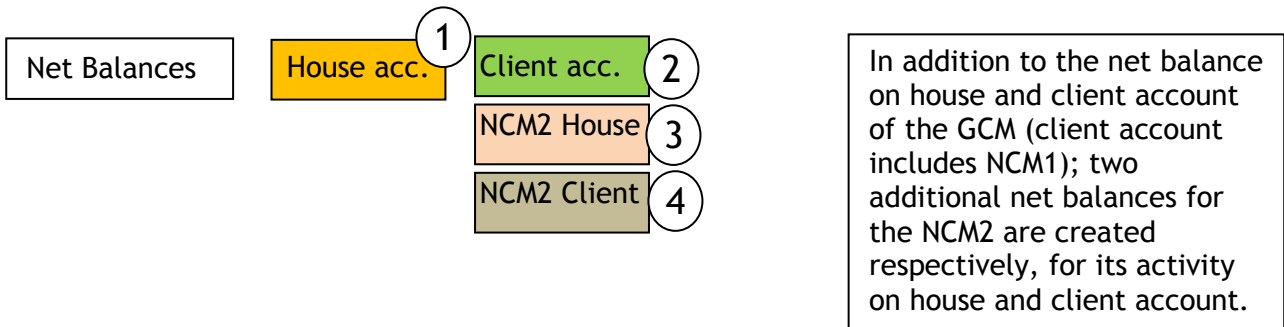 Net Balances
House acc.
1
Client acc.
2
NCM2 House
3
NCM2 Client
4
In addition to the net balance
on house and client account
of the GCM (client account
includes NCM1); two
additional net balances for
the NCM2 are created
respectively, for its activity
on house and client account.